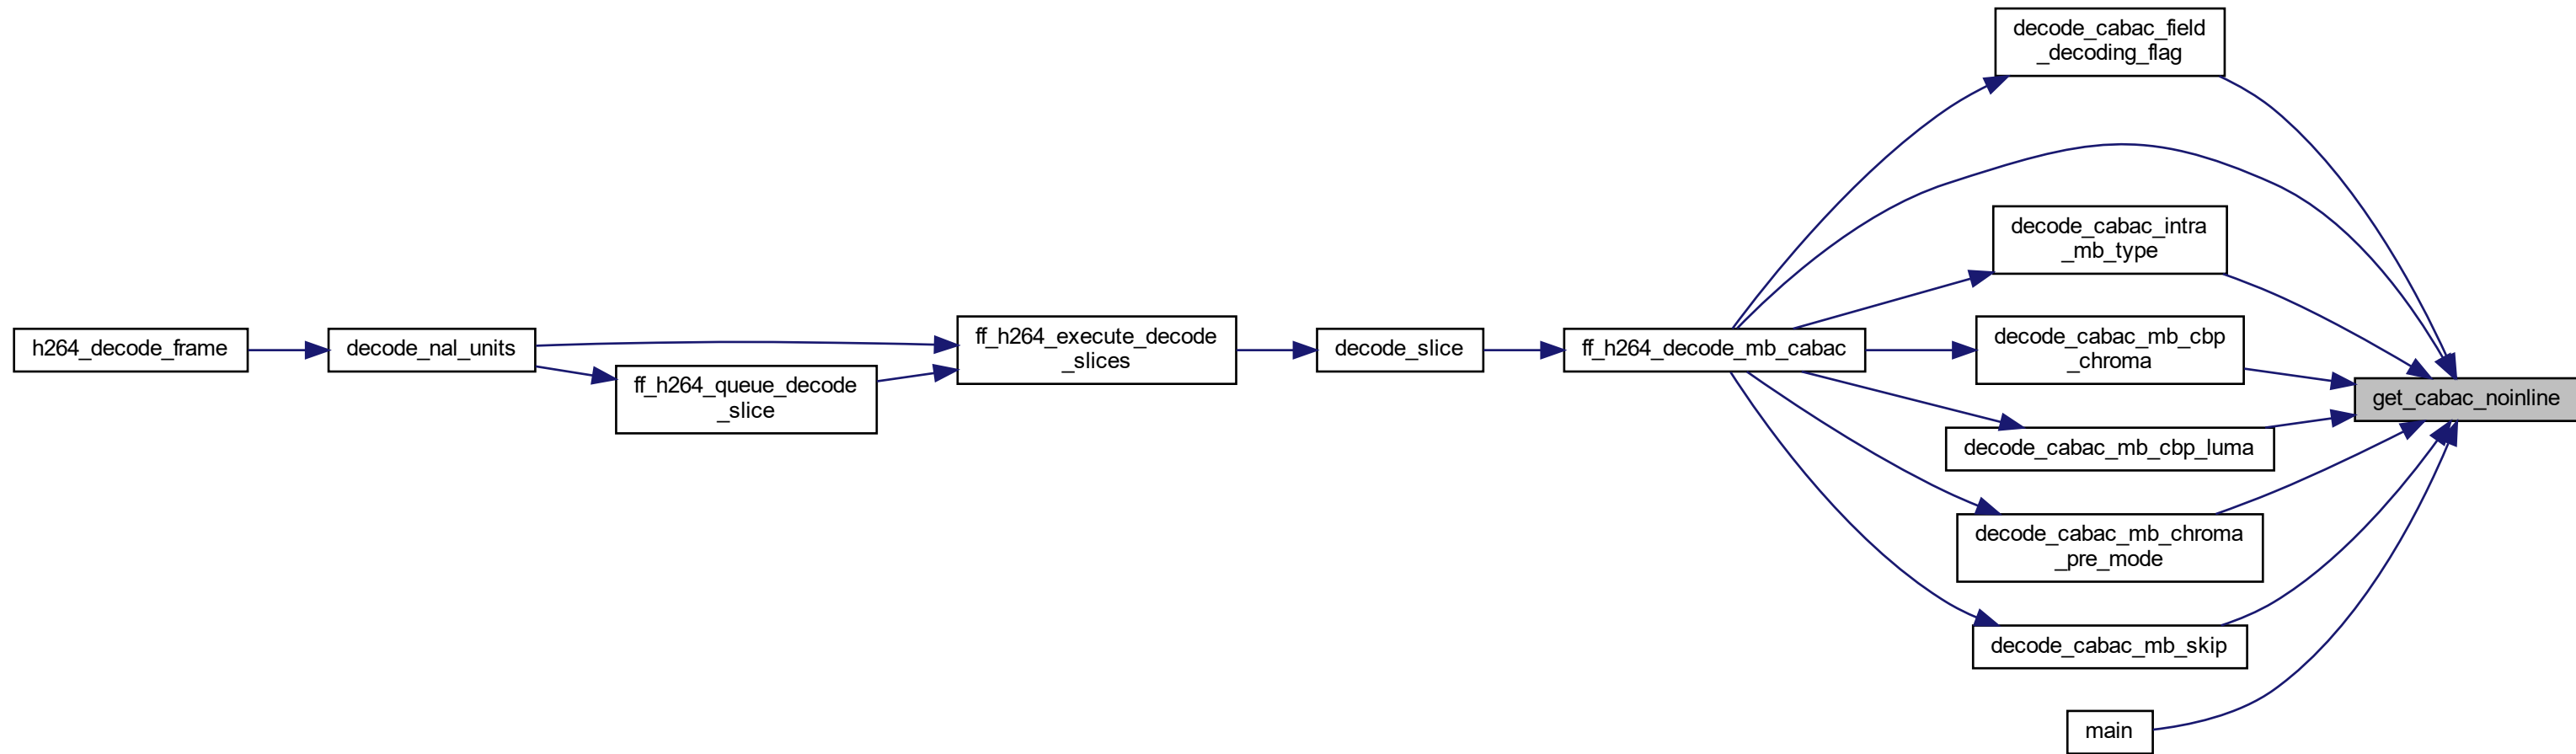 decode_cabac_field
_decoding_flag
decode_cabac_intra
_mb_type
h264_decode_frame
decode_nal_units
ff_h264_execute_decode
_slices
ff_h264_queue_decode
_slice
decode_slice
ff_h264_decode_mb_cabac
decode_cabac_mb_cbp
_chroma
get_cabac_noinline
decode_cabac_mb_cbp_luma
decode_cabac_mb_chroma
_pre_mode
decode_cabac_mb_skip
main